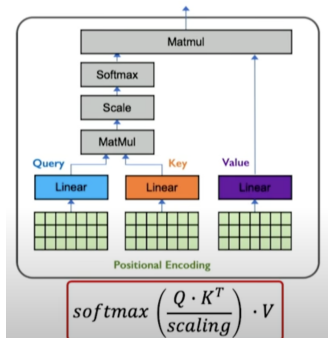 Matmul
Softmax
Scale
MatMul
Query
Key
Value
Linear
Linear
Linear
Positional Encoding
softmax (Q · K^T / scaling) · V